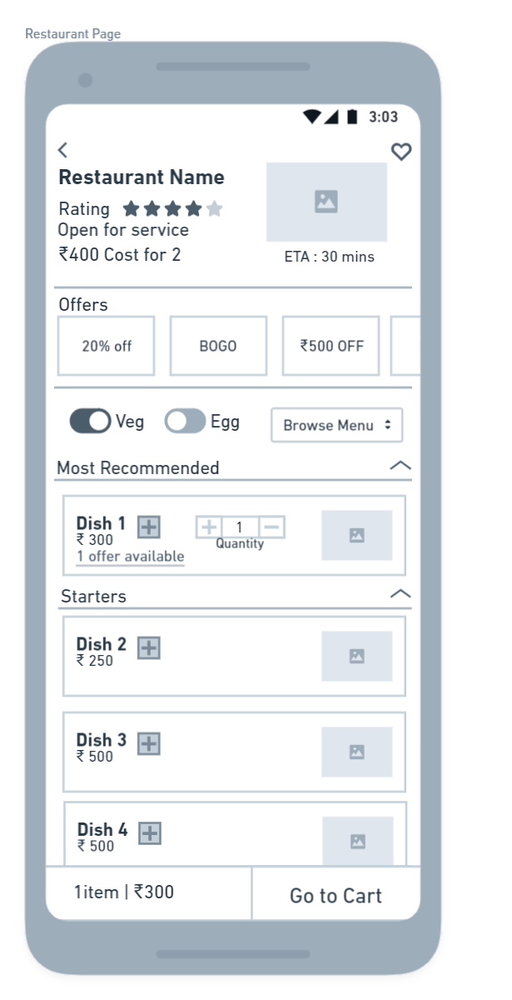 Restaurant Page
3:03
Restaurant Name
Rating
Open for service
₹400 Cost for 2
ETA : 30 mins
Offers
20% off
BOGO
₹500 OFF
Veg
Egg
Browse Menu
Most Recommended
Dish 1
₹ 300
1 offer available
1
Quantity
Starters
Dish 2
₹ 250
Dish 3
₹ 500
Dish 4
₹ 500
1item | ₹300
Go to Cart